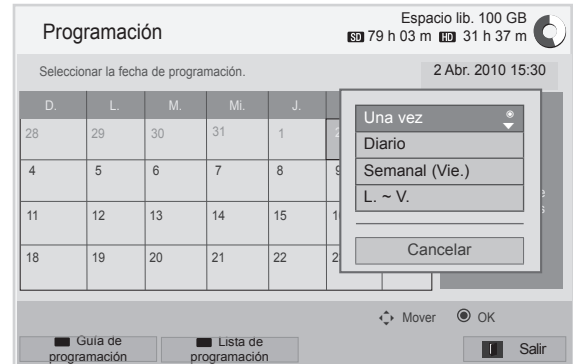 Programación
Espacio lib. 100 GB
SD 79 h 03 m HD 31 h 37 m
Seleccionar la fecha de programación.
2 Abr. 2010 15:30
D. L. M. Mi. J.
28 29 30 31 1 2
4 5 6 7 8 9
11 12 13 14 15
18 19 20 21 22
Una vez
Diario
Semanal (Vie.)
L. ~ V.
Cancelar
Mover OK
Guía de programación
Lista de programación
Salir